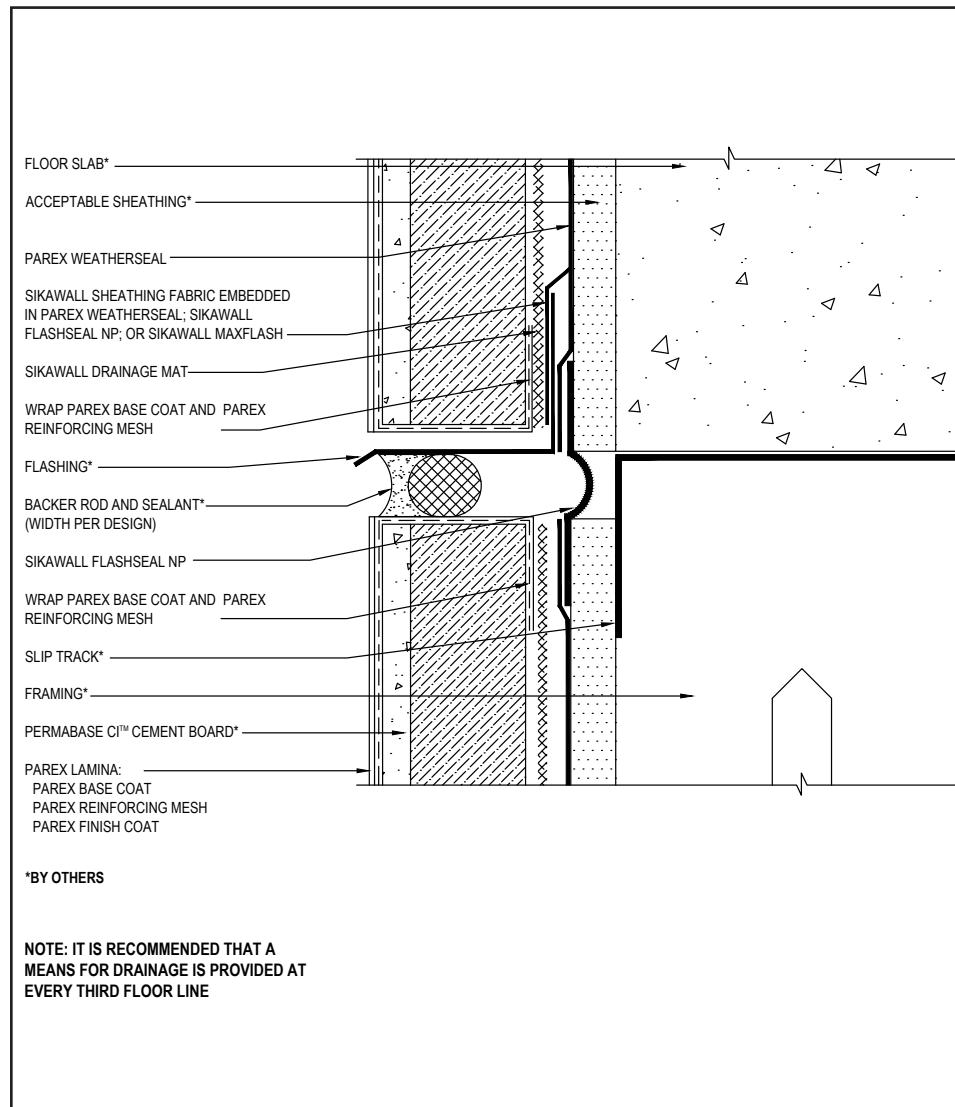 FLOOR SLAB*
ACCEPTABLE SHEATHING*
PAREX WEATHERSEAL
SIKAWALL SHEATHING FABRIC EMBEDDED
IN PAREX WEATHERSEAL; SIKAWALL
FLASHSEAL NP; OR SIKAWALL MAXFLASH
SIKAWALL DRAINAGE MAT
WRAP PAREX BASE COAT AND PAREX
REINFORCING MESH
FLASHING*
BACKER ROD AND SEALANT*
(WIDTH PER DESIGN)
SIKAWALL FLASHSEAL NP
WRAP PAREX BASE COAT AND PAREX
REINFORCING MESH
SLIP TRACK*
FRAMING*
PERMABASE CI™ CEMENT BOARD*
PAREX LAMINA:
PAREX BASE COAT
PAREX REINFORCING MESH
PAREX FINISH COAT
*BY OTHERS
NOTE: IT IS RECOMMENDED THAT A
MEANS FOR DRAINAGE IS PROVIDED AT
EVERY THIRD FLOOR LINE